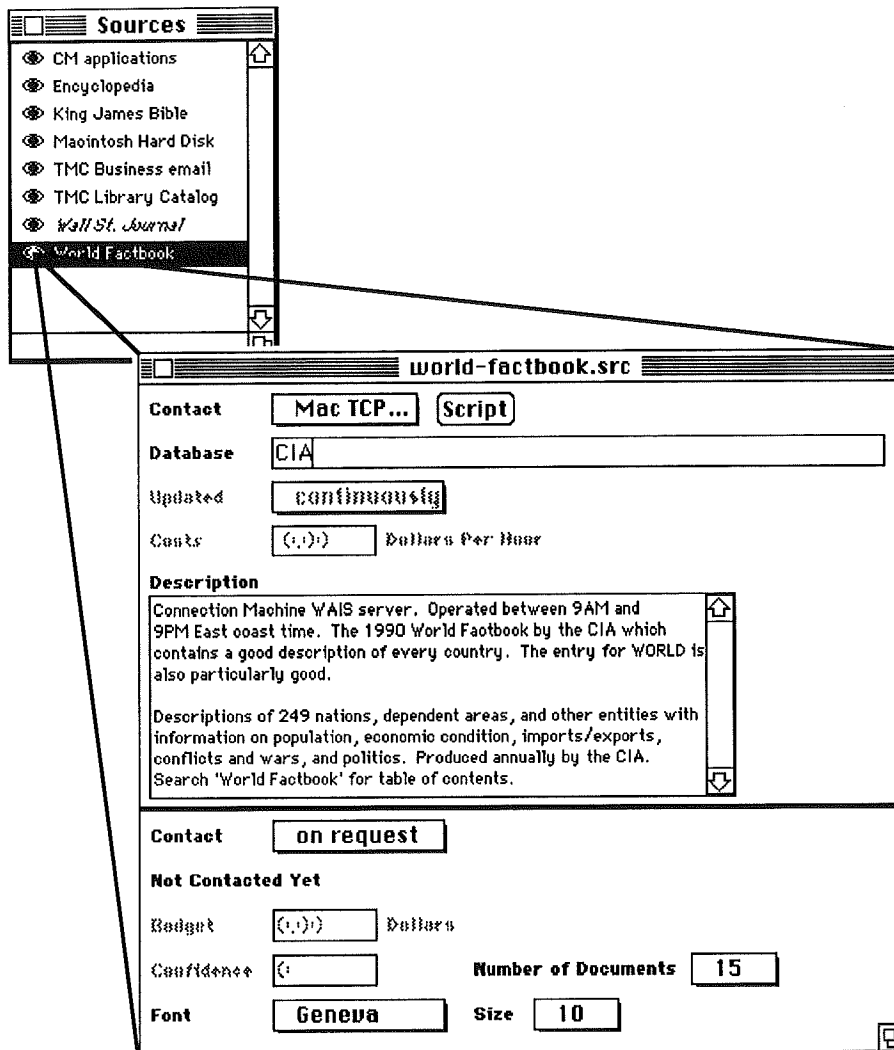 Sources
CM applications
Encyclopedia
King James Bible
Macintosh Hard Disk
TMC Business email
TMC Library Catalog
Wall St. Journal
World Factbook
world-factbook.src
Contact Mac TCP... Script
Database CIA
Updated continuously
Costs Dollars Per Hour
Description
Connection Machine WAIS server. Operated between 9AM and
9PM East coast time. The 1990 World Factbook by the CIA which
contains a good description of every country. The entry for WORLD is
also particularly good.
Descriptions of 249 nations, dependent areas, and other entities with
information on population, economic condition, imports/exports,
conflicts and wars, and politics. Produced annually by the CIA.
Search 'World Factbook' for table of contents.
Contact on request
Not Contacted Yet
Budget Dollars
Confidence Number of Documents 15
Font Geneva Size 10